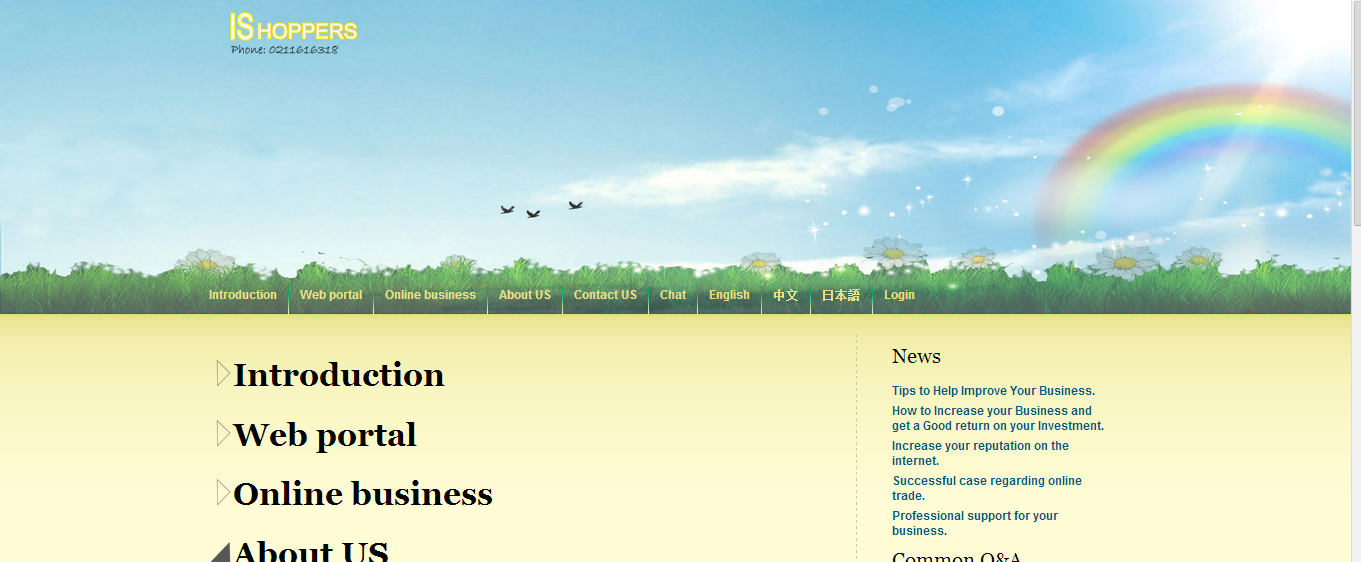 ISHOPPERS
Phone: 0211616318
Introduction
Web portal
Online business
About US
Contact US
Chat
English
中文
日本語
Login
Introduction
Web portal
Online business
About US
News
Tips to Help Improve Your Business.
How to Increase your Business and
get a Good return on your Investment.
Increase your reputation on the
internet.
Successful case regarding online
trade.
Professional support for your
business.
Common Q&A